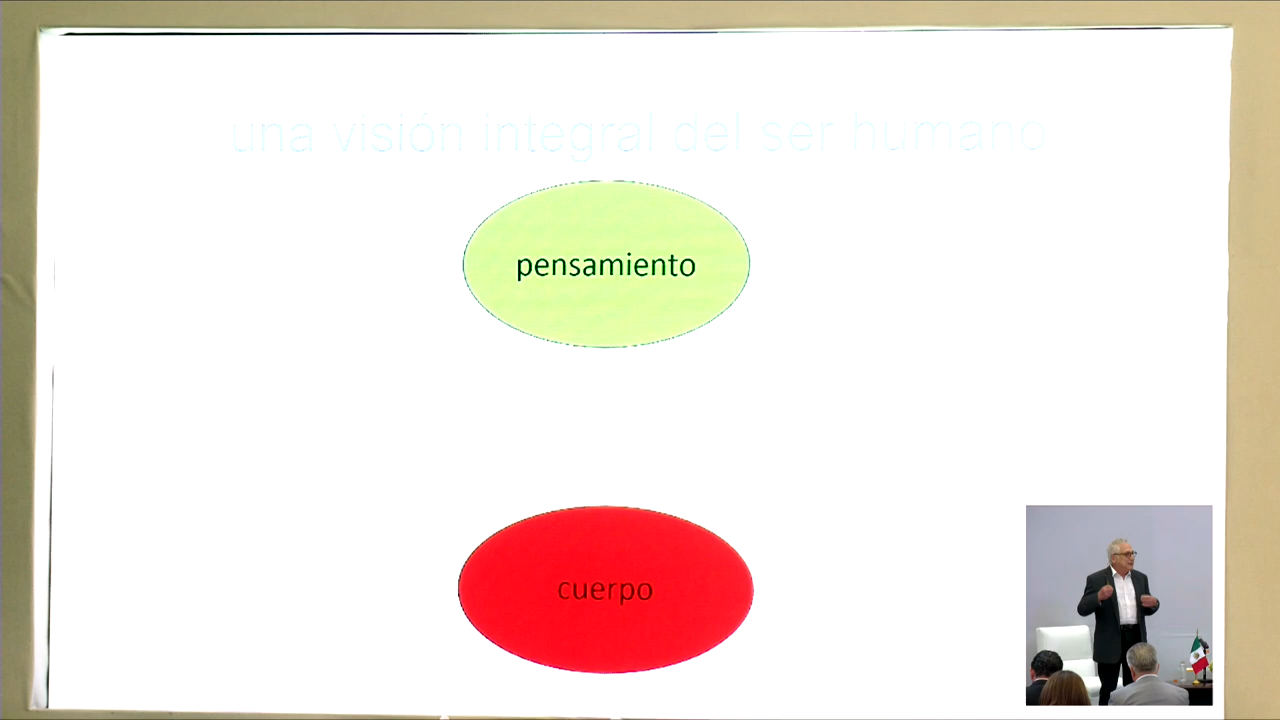 una visión integral del ser humano
pensamiento
cuerpo